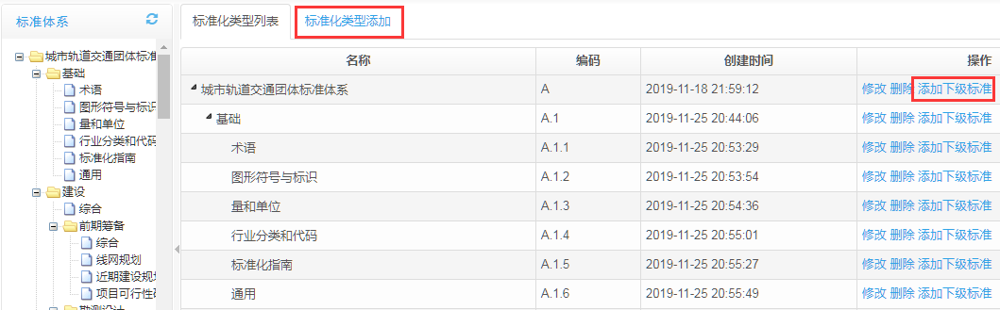 标准体系
城市轨道交通团体标准
基础
术语
图形符号与标识
量和单位
行业分类和代码
标准化指南
通用
建设
综合
前期筹备
综合
线网规划
近期建设规划
项目可行性
勘测设计
标准化类型列表 标准化类型添加
名称 编码 创建时间 操作
城市轨道交通团体标准体系 A 2019-11-18 21:59:12 修改 删除 添加下级标准
基础 A.1 2019-11-25 20:44:06 修改 删除 添加下级标准
术语 A.1.1 2019-11-25 20:53:29 修改 删除 添加下级标准
图形符号与标识 A.1.2 2019-11-25 20:53:54 修改 删除 添加下级标准
量和单位 A.1.3 2019-11-25 20:54:36 修改 删除 添加下级标准
行业分类和代码 A.1.4 2019-11-25 20:55:01 修改 删除 添加下级标准
标准化指南 A.1.5 2019-11-25 20:55:27 修改 删除 添加下级标准
通用 A.1.6 2019-11-25 20:55:49 修改 删除 添加下级标准